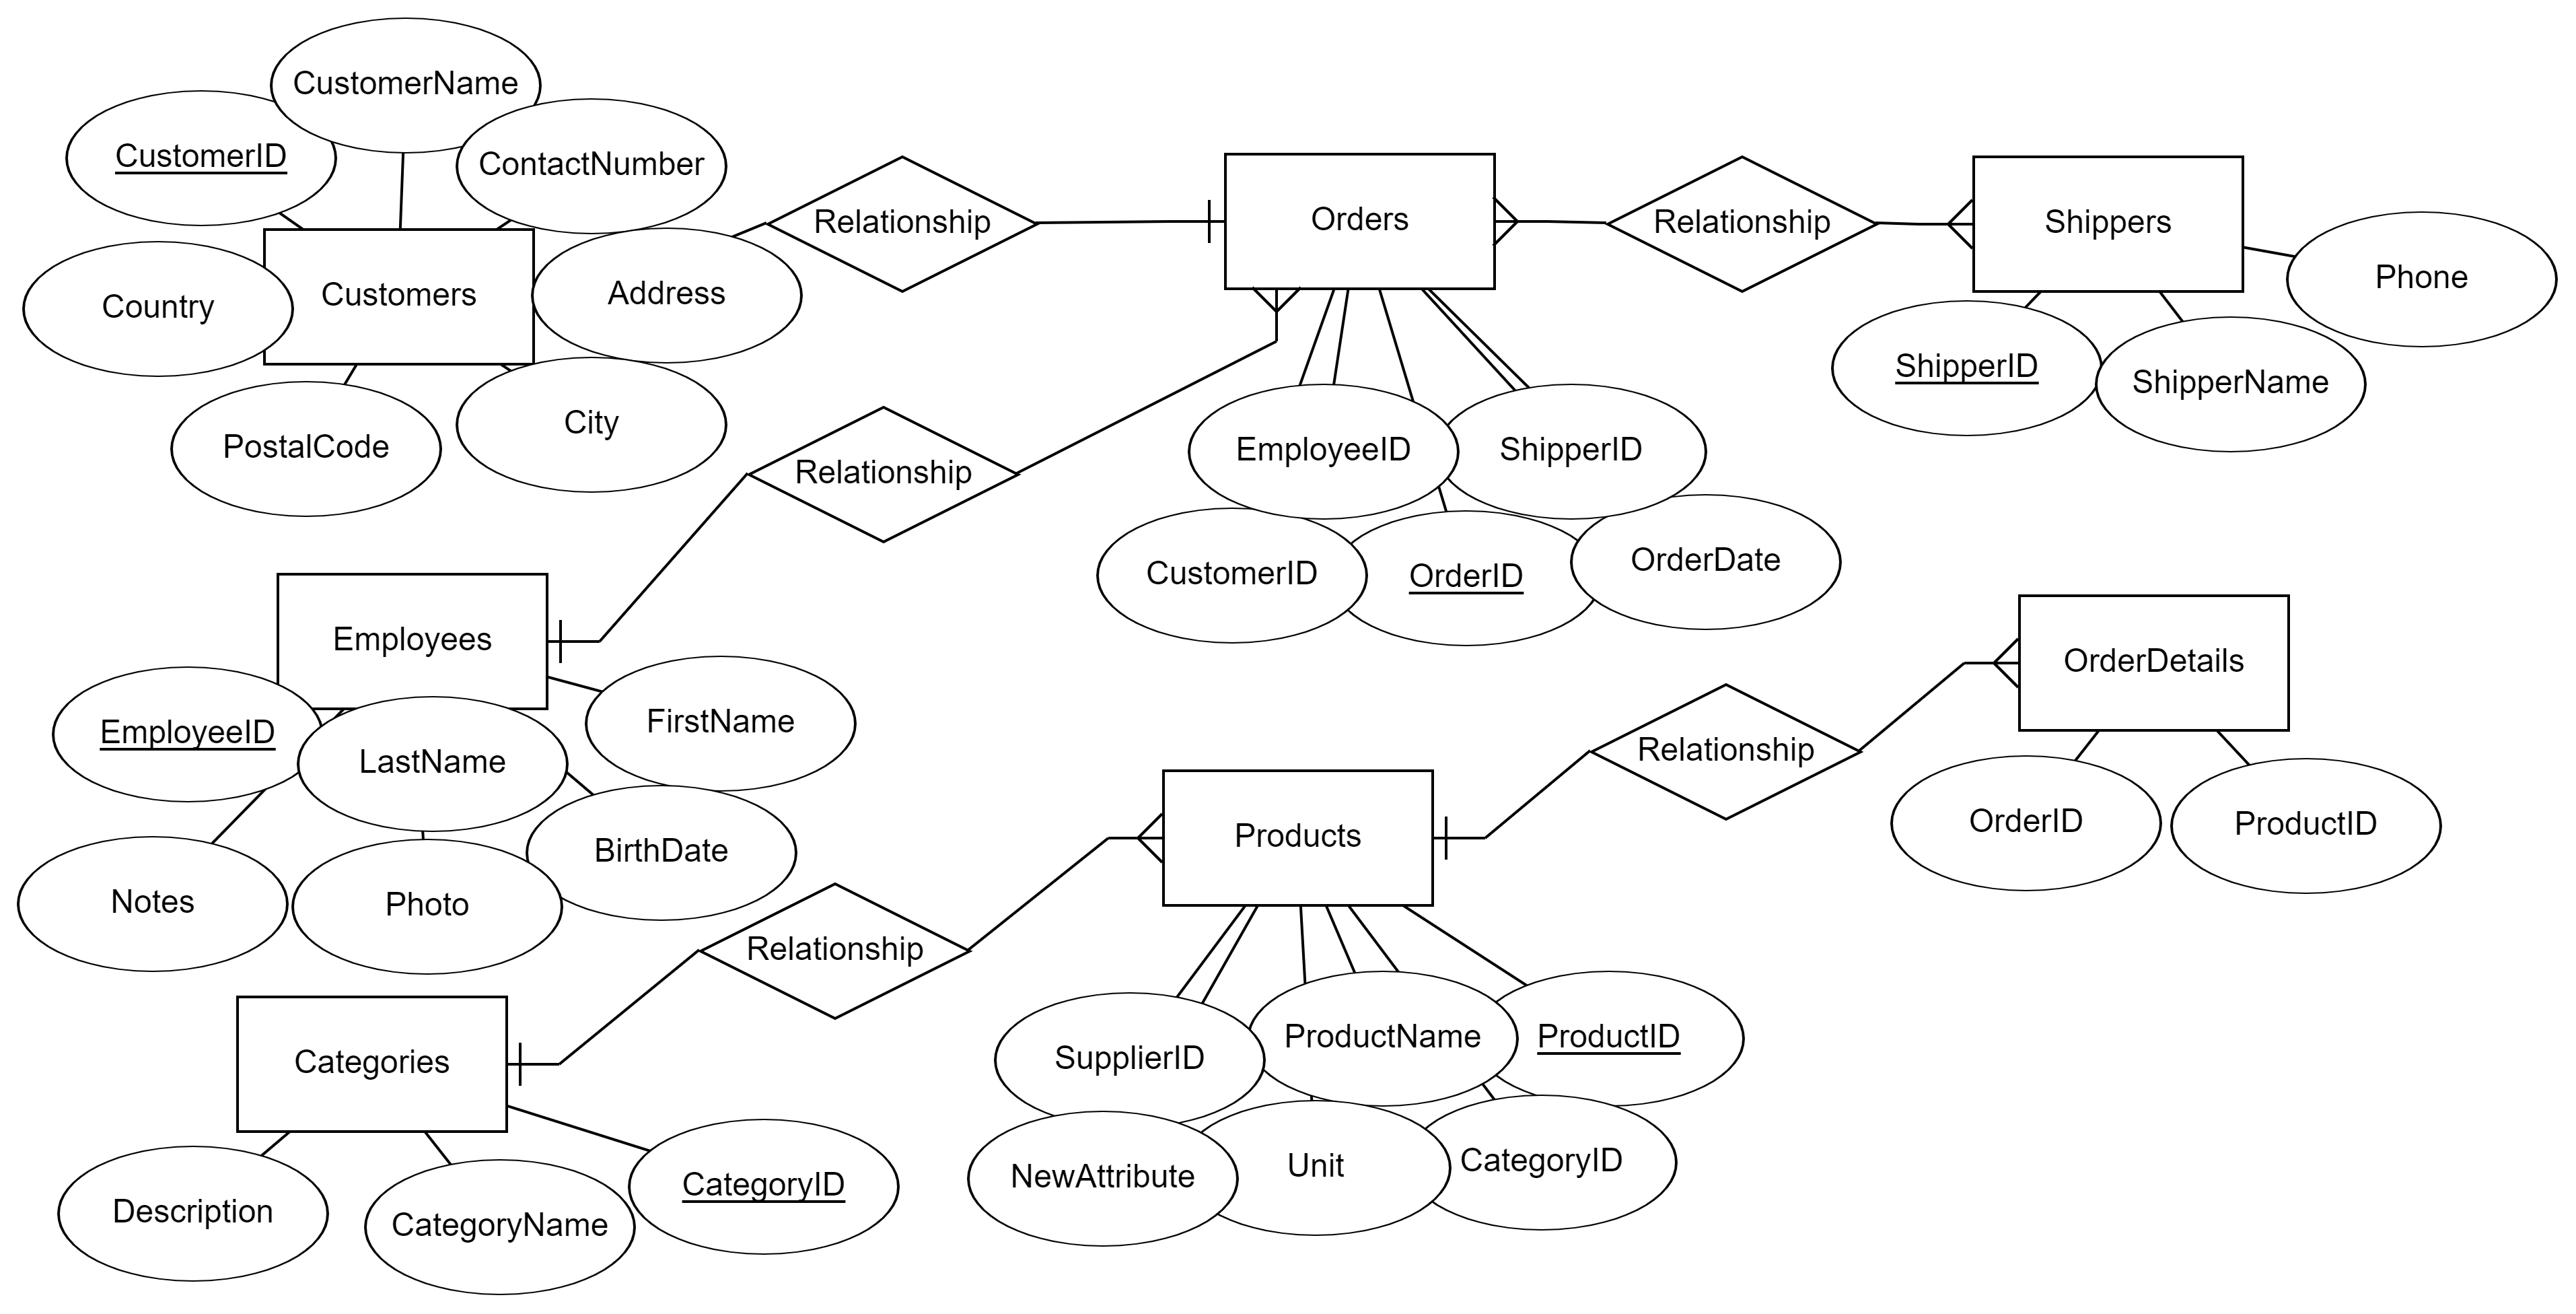 CustomerName
CustomerID
ContactNumber
Relationship
Orders
Relationship
Shippers
Country
Customers
Address
Phone
PostalCode
City
Relationship
EmployeeID
ShipperID
ShipperID
ShipperName
CustomerID
OrderID
OrderDate
Employees
OrderDetails
EmployeeID
LastName
FirstName
Relationship
Products
OrderID
ProductID
Notes
Photo
BirthDate
Relationship
Categories
SupplierID
ProductName
ProductID
Description
CategoryName
CategoryID
NewAttribute
Unit
CategoryID